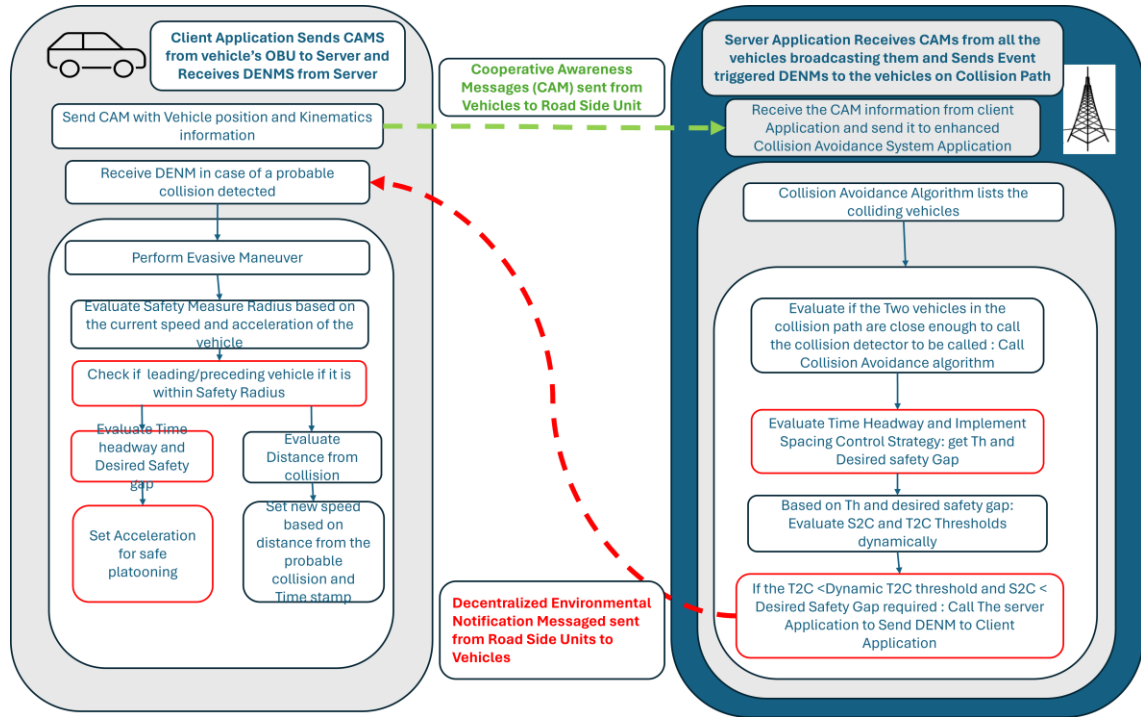 Client Application Sends CAMS
from vehicle's OBU to Server and
Receives DENMS from Server
Send CAM with Vehicle position and Kinematics
information
Receive DENM in case of a probable
collision detected
Perform Evasive Maneuver
Evaluate Safety Measure Radius based on
the current speed and acceleration of the
vehicle
Check if leading/preceding vehicle if it is
within Safety Radius
Evaluate Time
headway and
Desired Safety
gap
Set Acceleration
for safe
platooning
Evaluate
Distance from
collision
Set new speed
based on
distance from the
probable
collision and
Time stamp
Cooperative Awareness
Messages (CAM) sent from
Vehicles to Road Side Unit
Decentralized Environmental
Notification Messaged sent
from Road Side Units to
Vehicles
Server Application Receives CAMs from all the
vehicles broadcasting them and Sends Event
triggered DENMs to the vehicles on Collision Path
Receive the CAM information from client
Application and send it to enhanced
Collision Avoidance System Application
Collision Avoidance Algorithm lists the
colliding vehicles
Evaluate if the Two vehicles in the
collision path are close enough to call
the collision detector to be called : Call
Collision Avoidance algorithm
Evaluate Time Headway and Implement
Spacing Control Strategy: get Th and
Desired safety Gap
Based on Th and desired safety gap:
Evaluate S2C and T2C Thresholds
dynamically
If the T2C <Dynamic T2C threshold and S2C <
Desired Safety Gap required : Call The server
Application to Send DENM to Client
Application